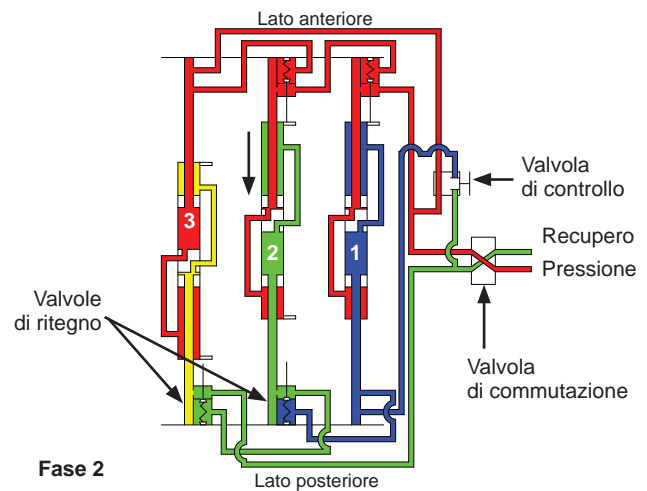 Lato anteriore
Valvola
di controllo
3
2
1
Recupero
Pressione
Valvole
di ritegno
Valvola
di commutazione
Fase 2
Lato posteriore